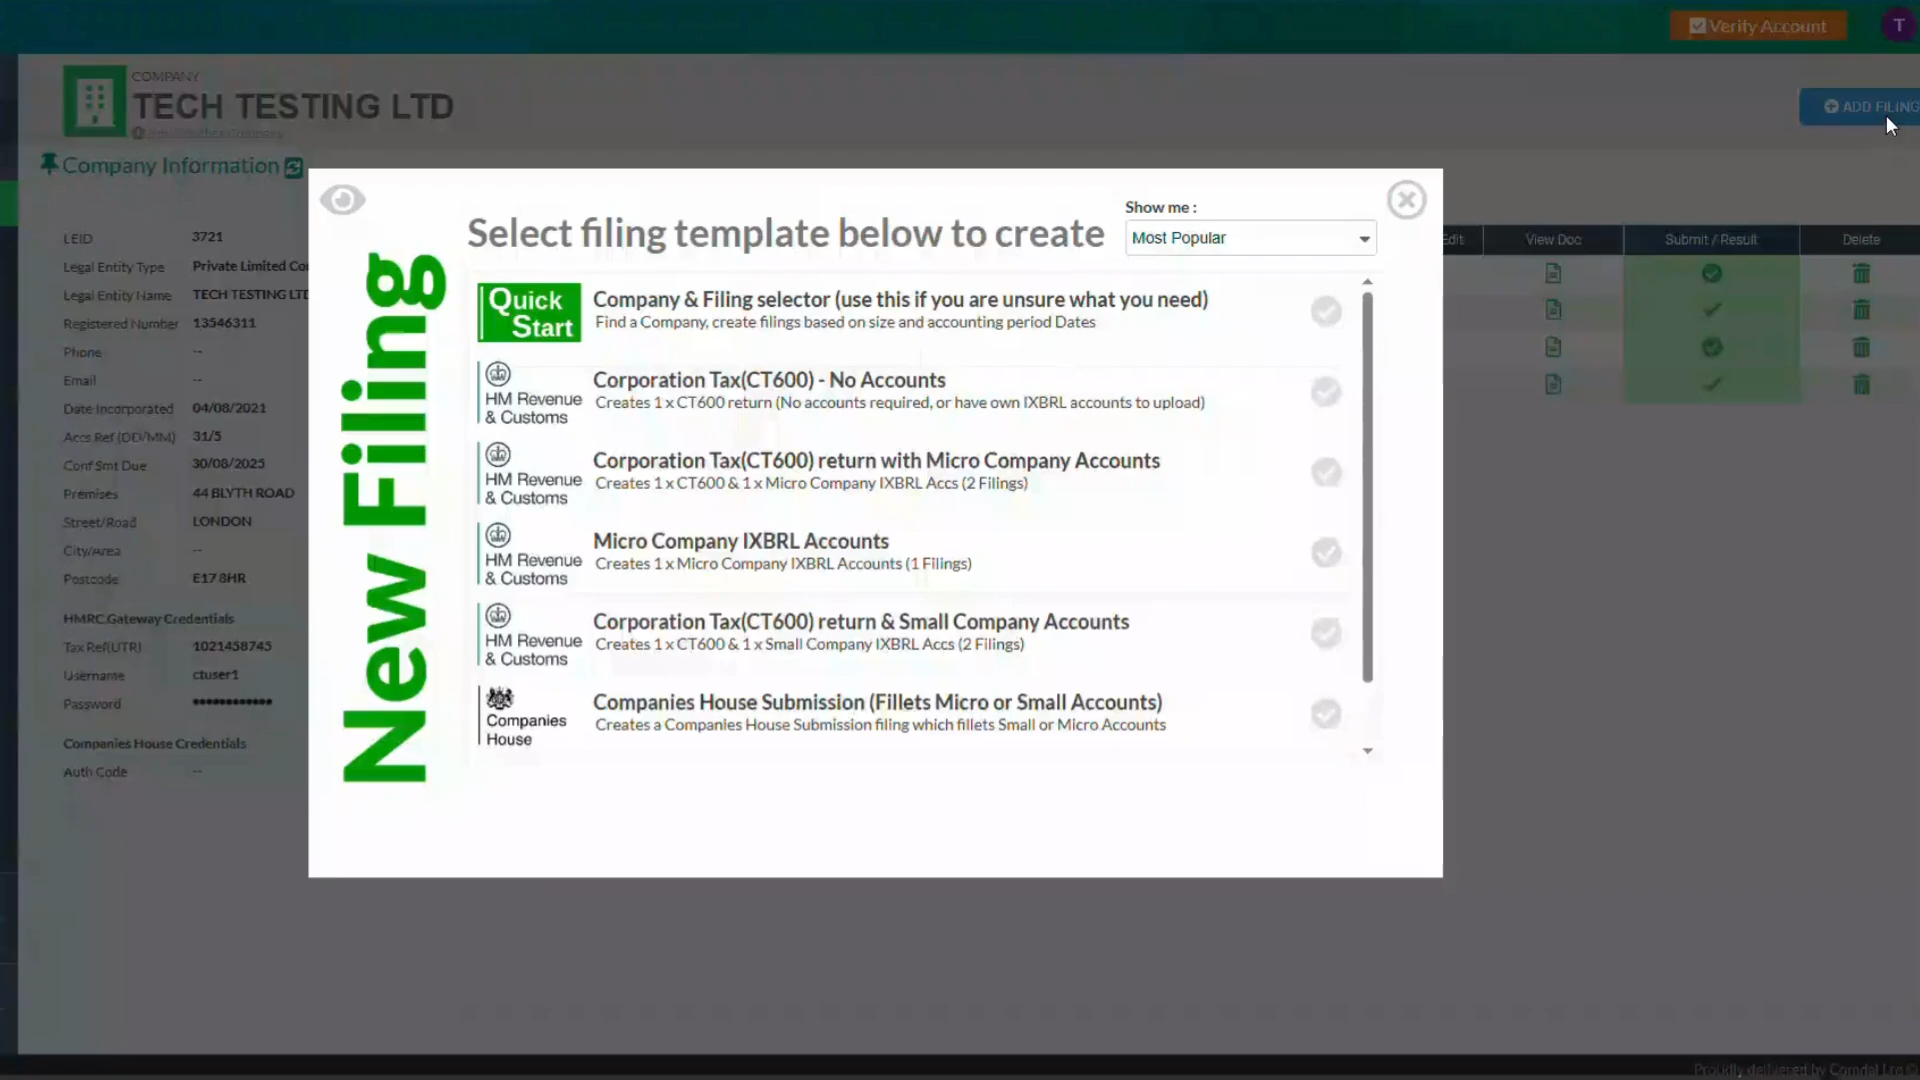 Verify Account
T
COMPANY
TECH TESTING LTD
ADD FILING
Company Information
LEID 3721
Legal Entity Type Private Limited Co
Legal Entity Name TECH TESTING LTD
Registered Number 13546311
Phone --
Email --
Date Incorporated 04/08/2021
Accs Ref (DD/MM) 31/5
Conf Smt Due 30/08/2025
Premises 44 BLYTH ROAD
Street/Road LONDON
City/Area --
Postcode E17 8HR
HMRC Gateway Credentials
Tax Ref(UTR) 1021458745
Username ctuser1
Password ••••••••••••
Companies House Credentials
Auth Code --
New Filing
Select filing template below to create
Show me :
Most Popular
Quick
Start
Company & Filing selector (use this if you are unsure what you need)
Find a Company, create filings based on size and accounting period Dates
HM Revenue
& Customs
Corporation Tax(CT600) - No Accounts
Creates 1 x CT600 return (No accounts required, or have own IXBRL accounts to upload)
HM Revenue
& Customs
Corporation Tax(CT600) return with Micro Company Accounts
Creates 1 x CT600 & 1 x Micro Company IXBRL Accs (2 Filings)
HM Revenue
& Customs
Micro Company IXBRL Accounts
Creates 1 x Micro Company IXBRL Accounts (1 Filings)
HM Revenue
& Customs
Corporation Tax(CT600) return & Small Company Accounts
Creates 1 x CT600 & 1 x Small Company IXBRL Accs (2 Filings)
Companies
House
Companies House Submission (Fillets Micro or Small Accounts)
Creates a Companies House Submission filing which fillets Small or Micro Accounts
Edit View Doc Submit / Result Delete
Proudly delivered by Comdal Ltd ©